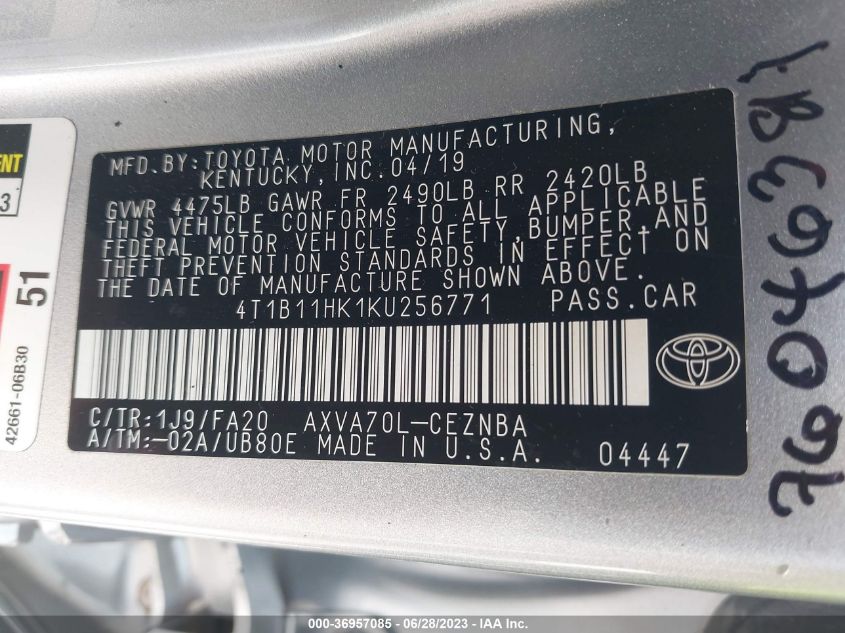 MFD. BY: TOYOTA MOTOR MANUFACTURING,
KENTUCKY, INC. 04/19
GVWR 4475LB GAWR FR 2490LB RR 2420LB
THIS VEHICLE CONFORMS TO ALL APPLICABLE
FEDERAL MOTOR VEHICLE SAFETY, BUMPER, AND
THEFT PREVENTION STANDARDS IN EFFECT ON
THE DATE OF MANUFACTURE SHOWN ABOVE.
4T1B11HK1KU256771 PASS. CAR
C/TR: 1J9/FA20 AXVA70L-CEZNBA
A/TM: -02A/UB80E MADE IN U.S.A. 04447
3
51
42661-06B30
000-36957085 - 06/28/2023 - IAA Inc.